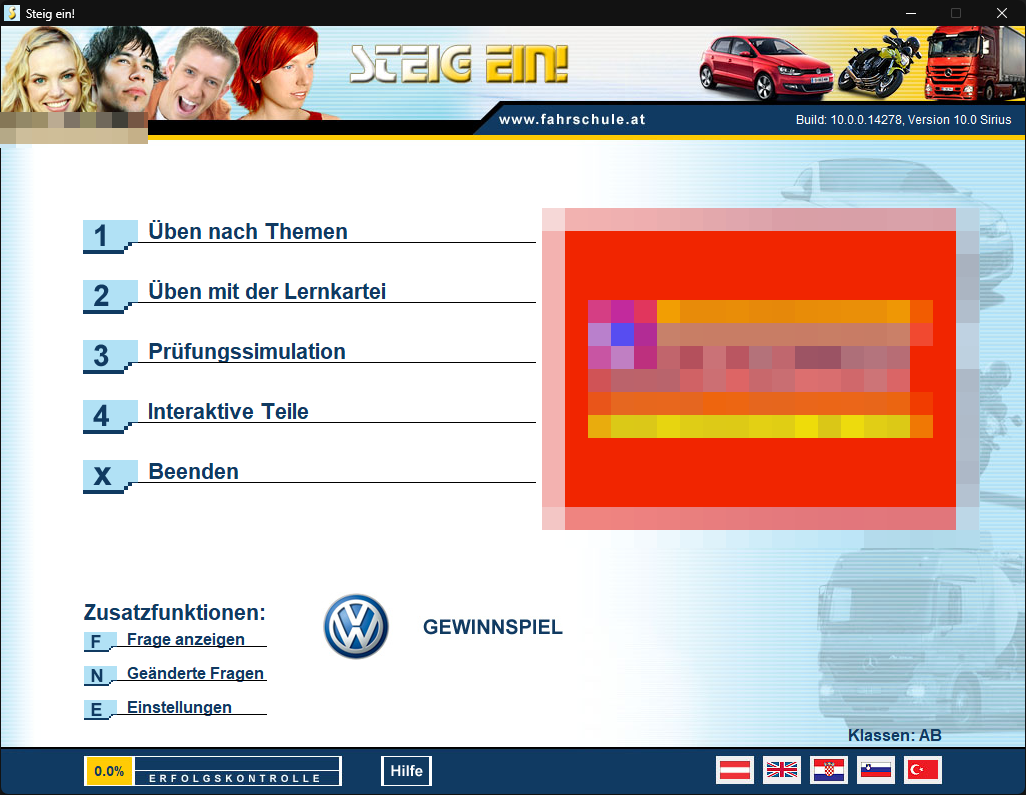 Steig ein!
STEIG EIN!
www.fahrschule.at
Build: 10.0.0.14278, Version 10.0 Sirius
1 Üben nach Themen
2 Üben mit der Lernkartei
3 Prüfungssimulation
4 Interaktive Teile
X Beenden
Zusatzfunktionen:
F Frage anzeigen
N Geänderte Fragen
E Einstellungen
GEWINNSPIEL
Klassen: AB
0.0%
ERFOLGSKONTROLLE
Hilfe